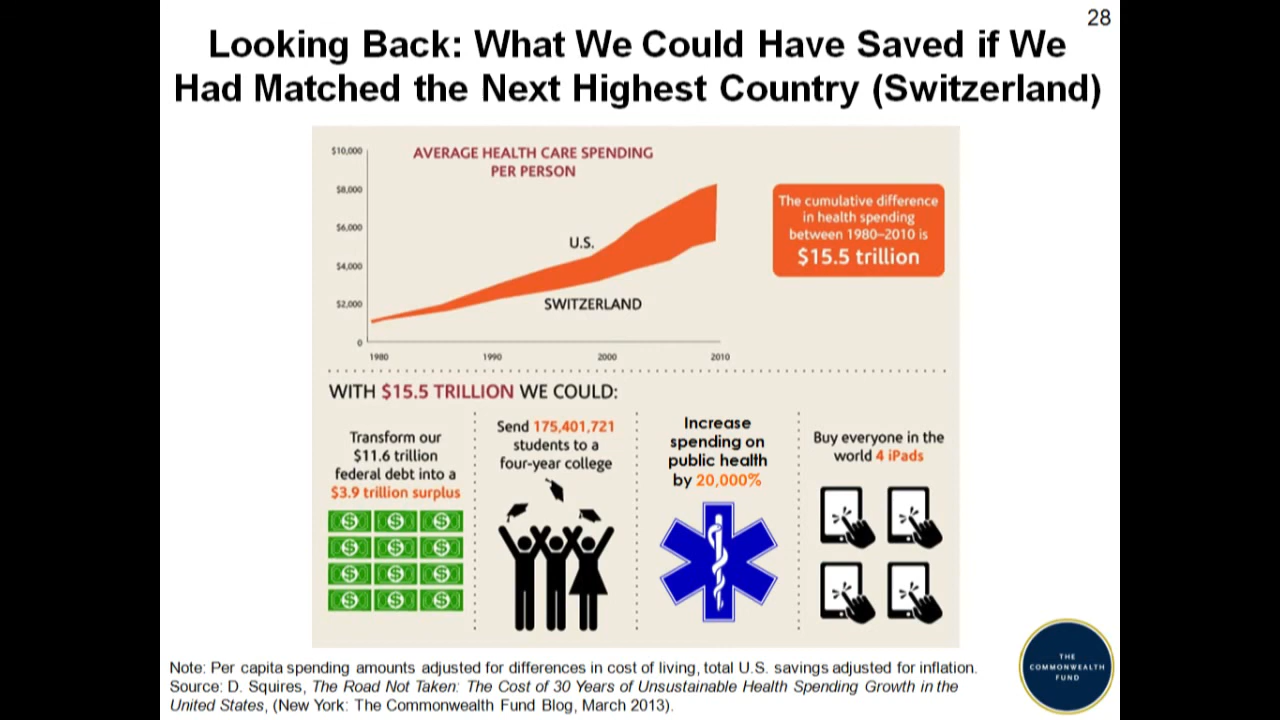 28
Looking Back: What We Could Have Saved if We
Had Matched the Next Highest Country (Switzerland)
AVERAGE HEALTH CARE SPENDING
PER PERSON
$10,000
$8,000
$6,000
$4,000
$2,000
0
U.S.
SWITZERLAND
1980
1990
2000
2010
The cumulative difference
in health spending
between 1980–2010 is
$15.5 trillion
WITH $15.5 TRILLION WE COULD:
Transform our
$11.6 trillion
federal debt into a
$3.9 trillion surplus
Send 175,401,721
students to a
four-year college
Increase
spending on
public health
by 20,000%
Buy everyone in the
world 4 iPads
Note: Per capita spending amounts adjusted for differences in cost of living, total U.S. savings adjusted for inflation.
Source: D. Squires, The Road Not Taken: The Cost of 30 Years of Unsustainable Health Spending Growth in the
United States, (New York: The Commonwealth Fund Blog, March 2013).
THE
COMMONWEALTH
FUND